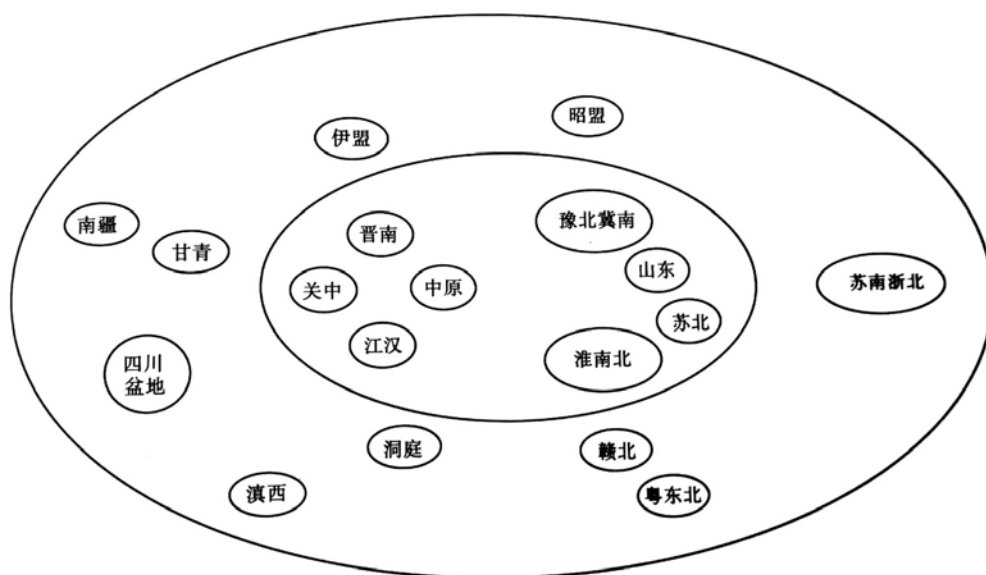 昭盟
伊盟
豫北冀南
南疆
晋南
甘青
山东
苏南浙北
关中
中原
苏北
江汉
淮南北
四川
盆地
洞庭
赣北
滇西
粤东北